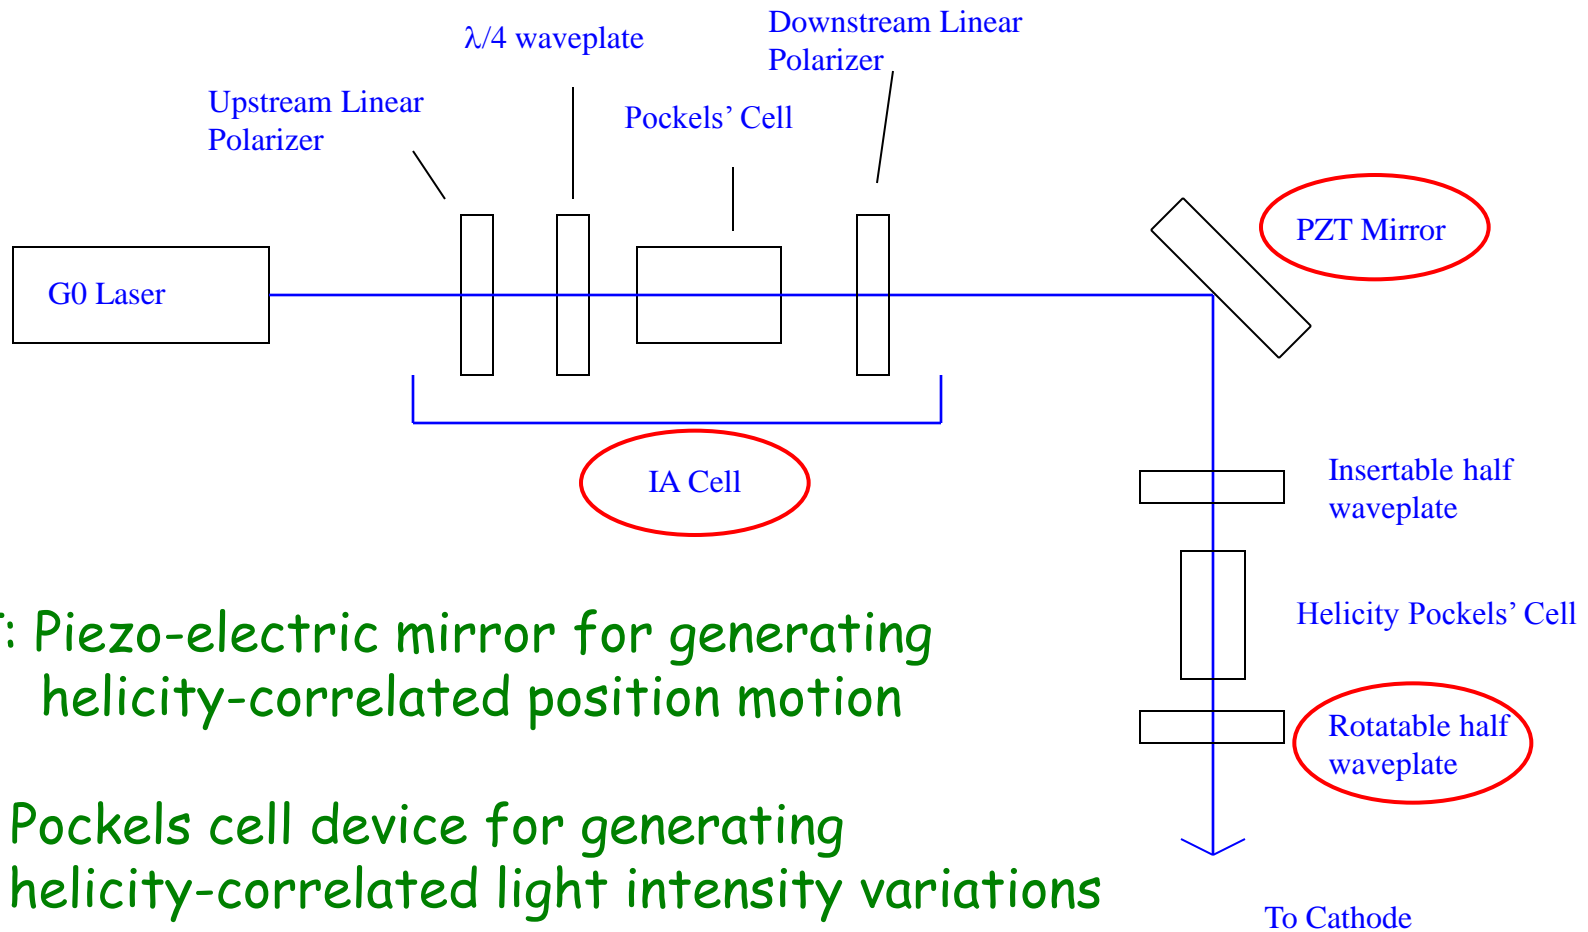 Downstream Linear
Polarizer
λ/4 waveplate
Upstream Linear
Polarizer
Pockels’ Cell
PZT Mirror
G0 Laser
IA Cell
Insertable half
waveplate
: Piezo-electric mirror for generating
helicity-correlated position motion
Helicity Pockels’ Cell
Rotatable half
waveplate
Pockels cell device for generating
helicity-correlated light intensity variations
To Cathode